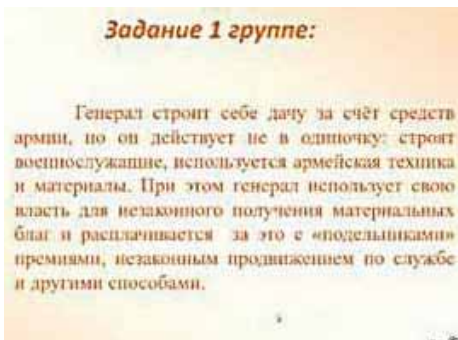 Задание 1 группе:
Генерал строит себе дачу за счёт средств
армии, но он действует не в одиночку: строят
военнослужащие, используется армейская техника
и материалы. При этом генерал использует свою
власть для незаконного получения материальных
благ и расплачивается за это с «подельниками»
премиями, незаконным продвижением по службе
и другими способами.